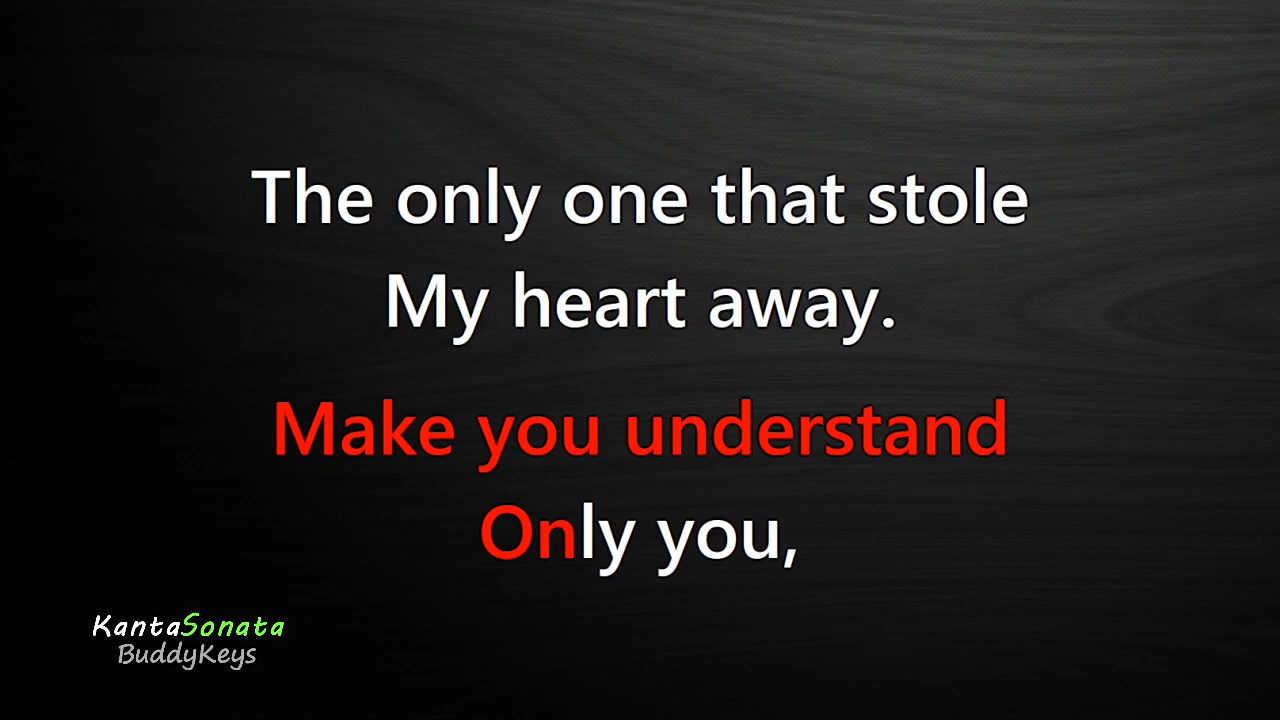 The only one that stole
My heart away.
Make you understand
Only you,
KantaSonata
BuddyKeys